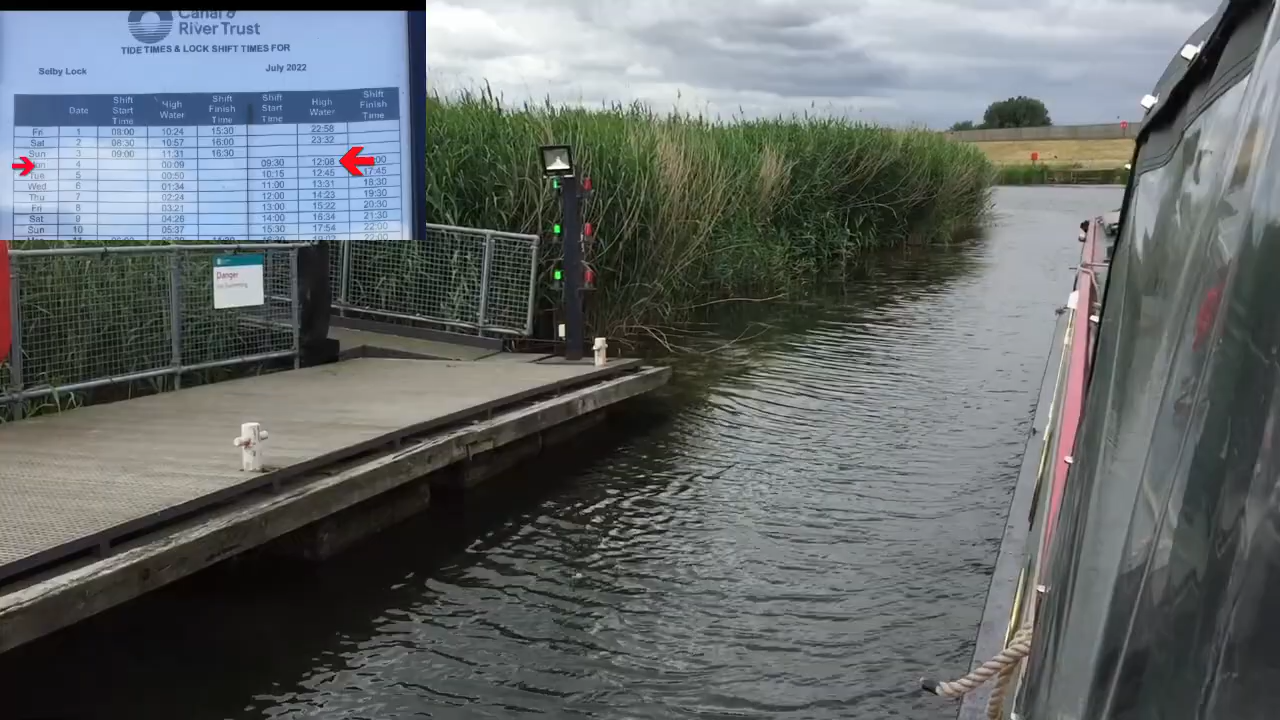 Canal &
River Trust
TIDE TIMES & LOCK SHIFT TIMES FOR
Selby Lock July 2022
Date Shift Start Time High Water Shift Finish Time Shift Start Time High Water Shift Finish Time
Fri 1 08:00 10:24 15:30 22:58
Sat 2 08:30 10:57 16:00 23:32
Sun 3 09:00 11:31 16:30
4 00:09 09:30 12:08
Tue 5 00:50 10:15 12:45 17:45
Wed 6 01:34 11:00 13:31 18:30
Thu 7 02:24 12:00 14:23 19:30
Fri 8 03:21 13:00 15:22 20:30
Sat 9 04:26 14:00 16:34 21:30
Sun 10 05:37 15:30 17:54 22:00
Danger